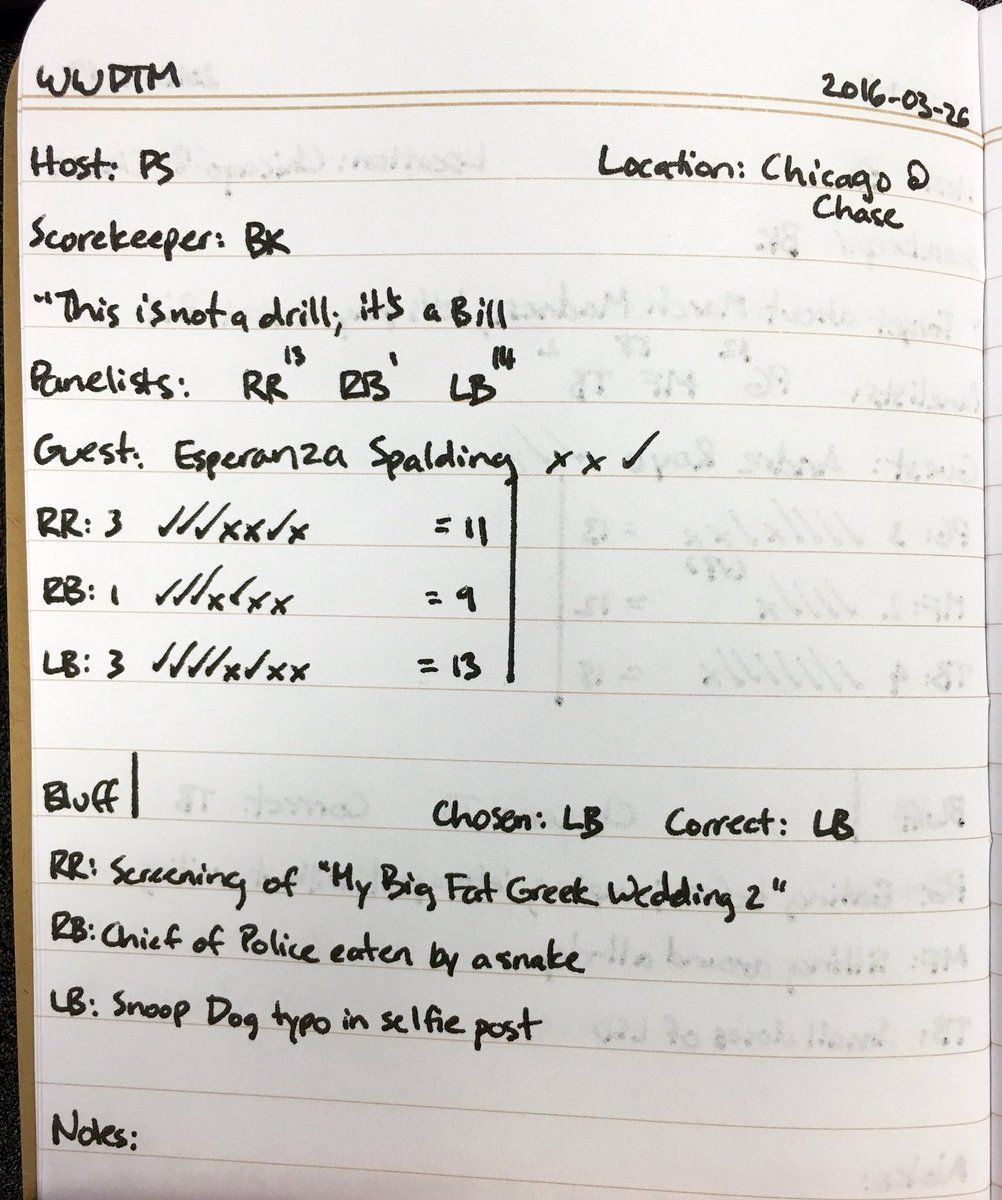 WWDTM
2016-03-26
Host: PS
Location: Chicago @
Chase
Scorekeeper: BK
"This is not a drill; it's a Bill
13 1 14
Panelists: RR RB LB
Guest: Esperanza Spalding x x ✓
RR: 3 ✓✓✓xx✓x = 11
RB: 1 ✓✓✓x✓xx = 9
LB: 3 ✓✓✓✓x✓xx = 13
Bluff
Chosen: LB Correct: LB
RR: Screening of "My Big Fat Greek Wedding 2"
RB: Chief of Police eaten by a snake
LB: Snoop Dog typo in selfie post
Notes: